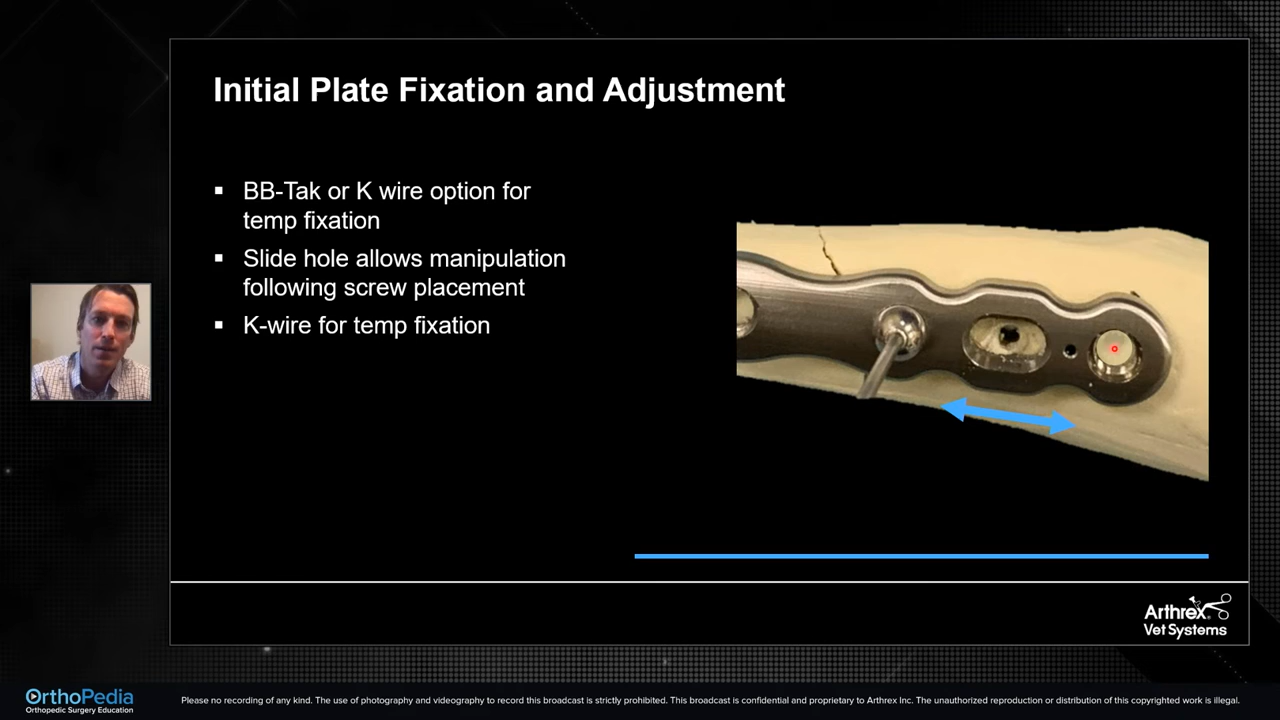 Initial Plate Fixation and Adjustment
▪ BB-Tak or K wire option for
temp fixation
▪ Slide hole allows manipulation
following screw placement
▪ K-wire for temp fixation
Arthrex®
Vet Systems
OrthoPedia
Orthopedic Surgery Education
Please no recording of any kind. The use of photography and videography to record this broadcast is strictly prohibited. This broadcast is confidential and proprietary to Arthrex Inc. The unauthorized reproduction or distribution of this copyrighted work is illegal.